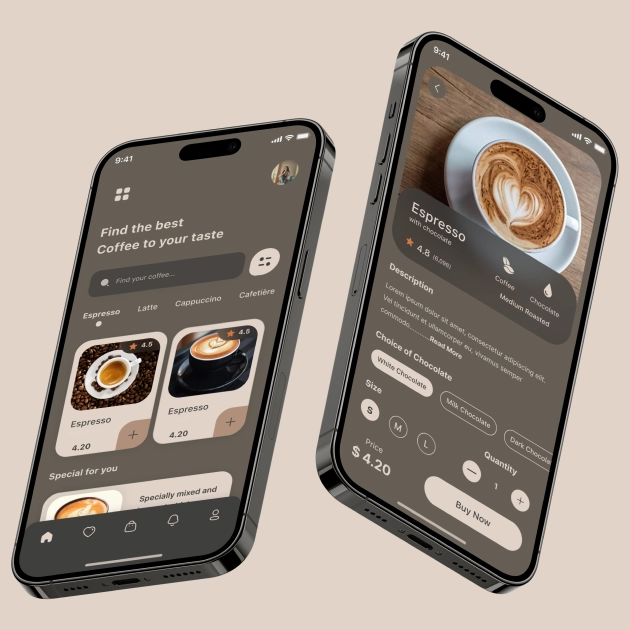 9:41
Find the best
Coffee to your taste
Find your coffee...
Espresso Latte Cappuccino Cafetière
4.5
Espresso
4.20
4.5
Espresso
4.20
Special for you
Specially mixed and
9:41
Espresso
with chocolate
4.8 (6,098)
Coffee Chocolate
Medium Roasted
Description
Lorem ipsum dolor sit amet, consectetur adipiscing elit.
Vel tincidunt et ullamcorper eu, vivamus semper
commodo..........Read More
Choice of Chocolate
White Chocolate Milk Chocolate Dark Chocola
Size
S M L
Quantity
1
Price
$ 4.20
Buy Now